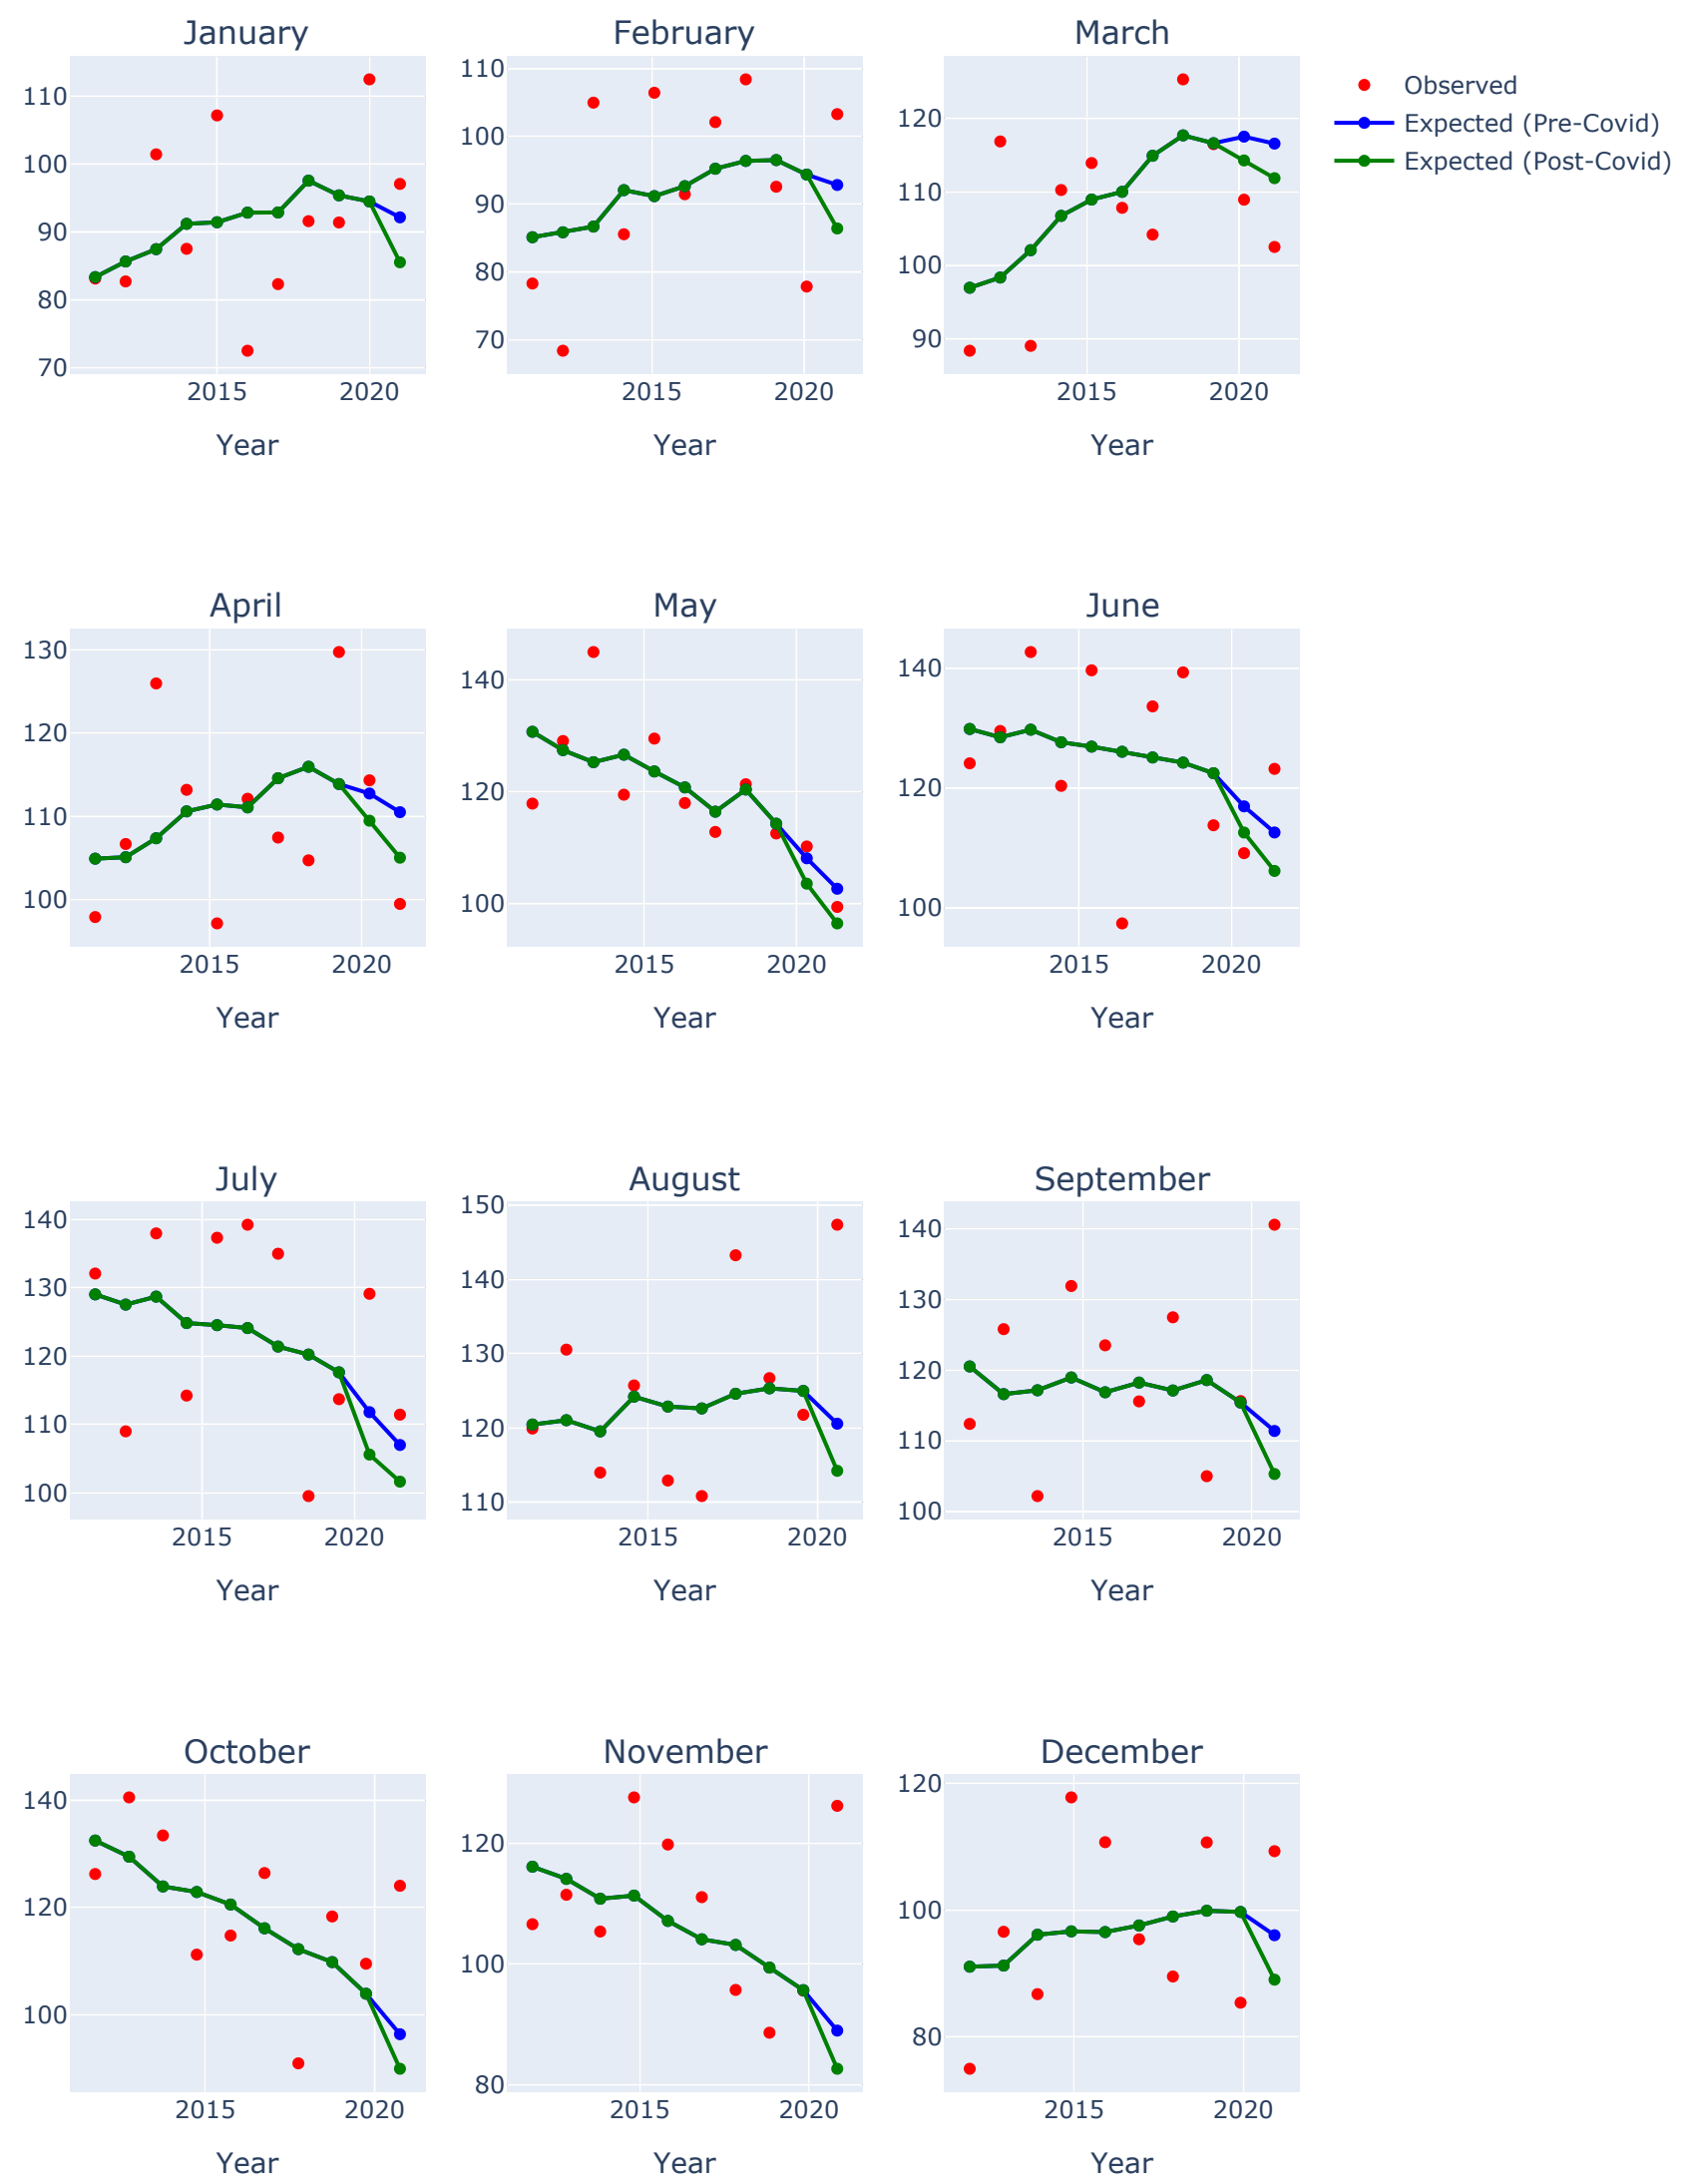 January
February
March
110
100
90
80
70
2015
2020
Year
110
100
90
80
70
2015
2020
Year
120
110
100
90
2015
2020
Year
Observed
Expected (Pre-Covid)
Expected (Post-Covid)
April
May
June
130
120
110
100
2015
2020
Year
140
120
100
2015
2020
Year
140
120
100
2015
2020
Year
July
August
September
140
130
120
110
100
2015
2020
Year
150
140
130
120
110
2015
2020
Year
140
130
120
110
100
2015
2020
Year
October
November
December
140
120
100
2015
2020
Year
120
100
80
2015
2020
Year
120
100
80
2015
2020
Year